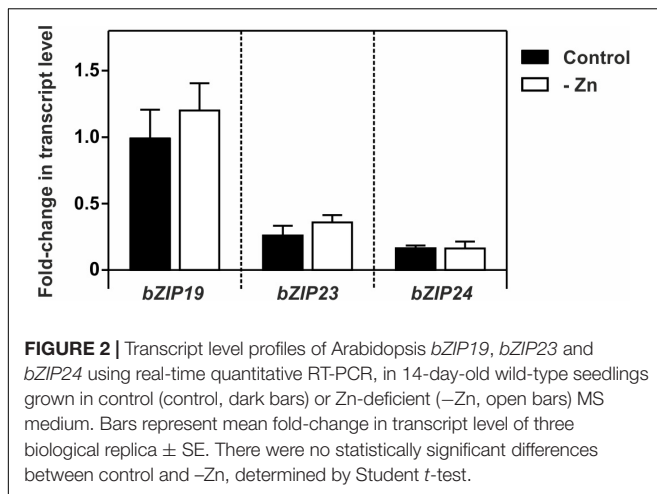 Fold-change in transcript level
1.5
1.0
0.5
0
bZIP19 bZIP23 bZIP24
Control
- Zn
FIGURE 2 | Transcript level profiles of Arabidopsis bZIP19, bZIP23 and
bZIP24 using real-time quantitative RT-PCR, in 14-day-old wild-type seedlings
grown in control (control, dark bars) or Zn-deficient (−Zn, open bars) MS
medium. Bars represent mean fold-change in transcript level of three
biological replica ± SE. There were no statistically significant differences
between control and –Zn, determined by Student t-test.